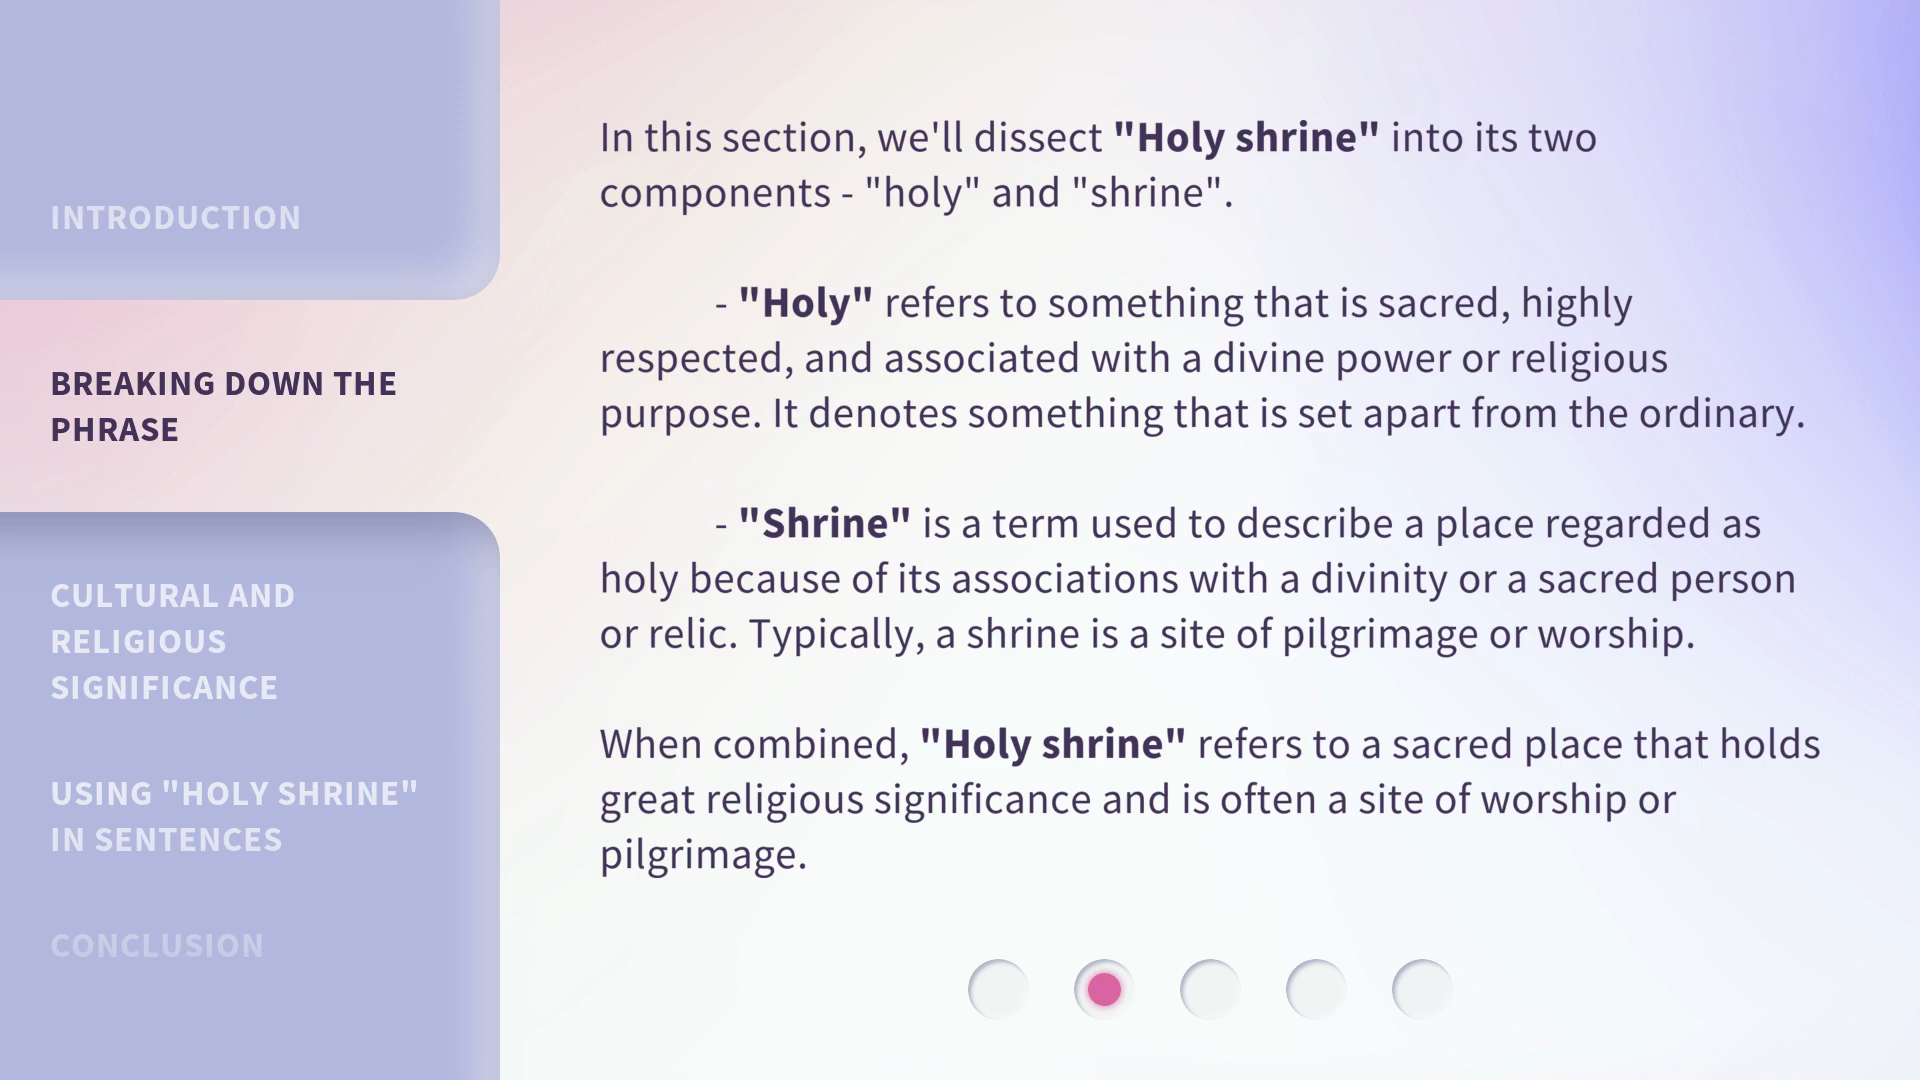 INTRODUCTION
BREAKING DOWN THE
PHRASE
CULTURAL AND
RELIGIOUS
SIGNIFICANCE
USING "HOLY SHRINE"
IN SENTENCES
CONCLUSION
In this section, we'll dissect "Holy shrine" into its two
components - "holy" and "shrine".
- "Holy" refers to something that is sacred, highly
respected, and associated with a divine power or religious
purpose. It denotes something that is set apart from the ordinary.
- "Shrine" is a term used to describe a place regarded as
holy because of its associations with a divinity or a sacred person
or relic. Typically, a shrine is a site of pilgrimage or worship.
When combined, "Holy shrine" refers to a sacred place that holds
great religious significance and is often a site of worship or
pilgrimage.